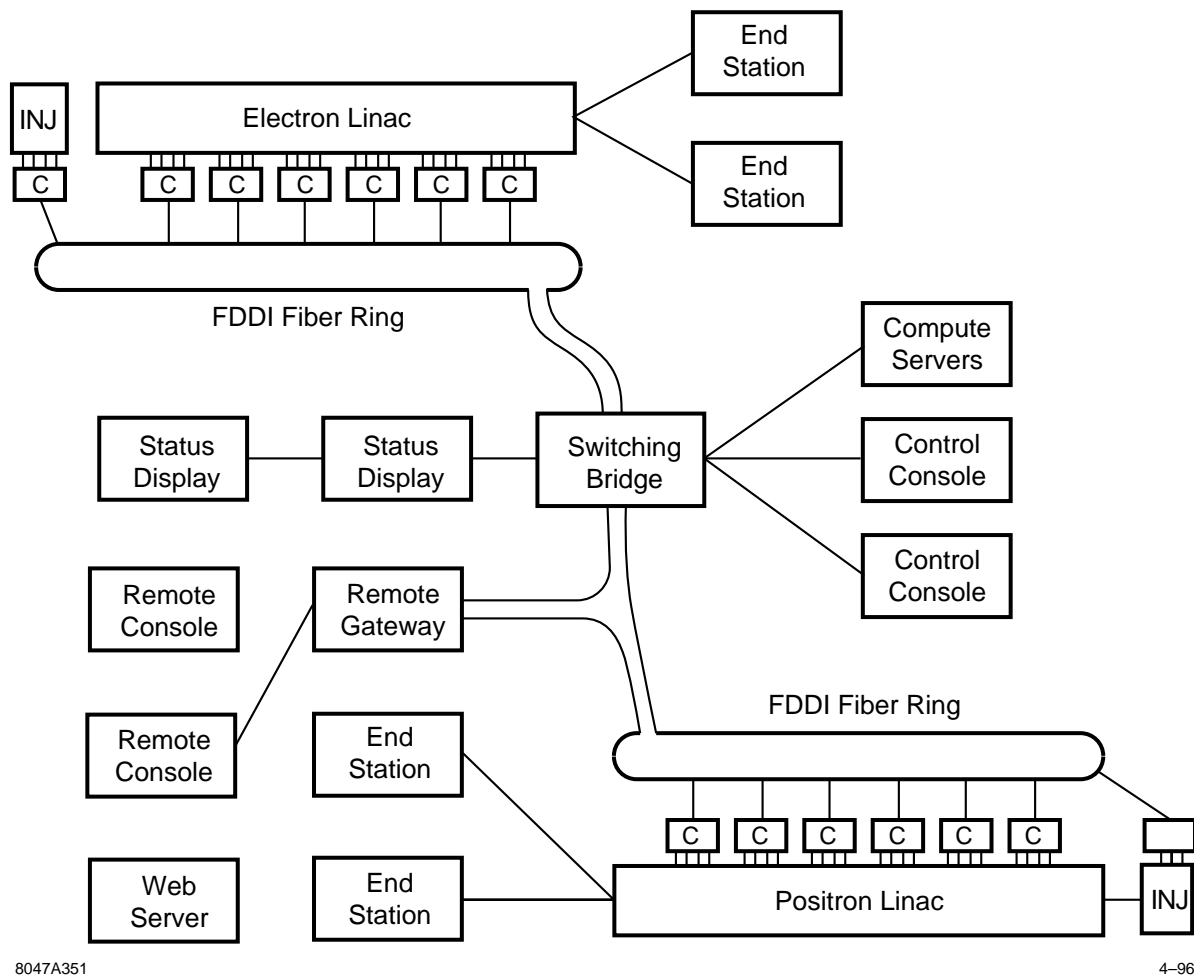 End
Station
INJ
Electron Linac
End
Station
C
C
C
C
C
C
C
FDDI Fiber Ring
Compute
Servers
Status
Display
Status
Display
Switching
Bridge
Control
Console
Control
Console
Remote
Console
Remote
Gateway
FDDI Fiber Ring
Remote
Console
End
Station
C
C
C
C
C
C
Web
Server
End
Station
Positron Linac
INJ
8047A351
4–96